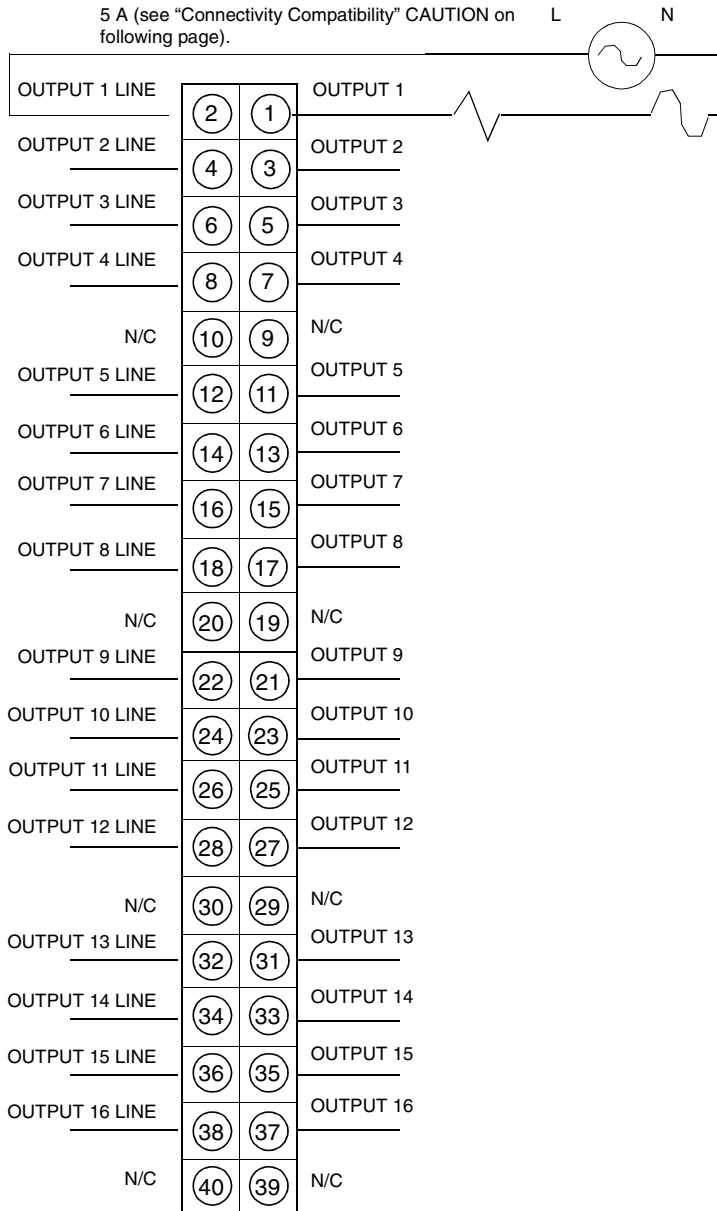 5 A (see “Connectivity Compatibility” CAUTION on L N
following page).
OUTPUT 1 LINE 2 1 OUTPUT 1
OUTPUT 2 LINE 4 3 OUTPUT 2
OUTPUT 3 LINE 6 5 OUTPUT 3
OUTPUT 4 LINE 8 7 OUTPUT 4
N/C 10 9 N/C
OUTPUT 5 LINE 12 11 OUTPUT 5
OUTPUT 6 LINE 14 13 OUTPUT 6
OUTPUT 7 LINE 16 15 OUTPUT 7
OUTPUT 8 LINE 18 17 OUTPUT 8
N/C 20 19 N/C
OUTPUT 9 LINE 22 21 OUTPUT 9
OUTPUT 10 LINE 24 23 OUTPUT 10
OUTPUT 11 LINE 26 25 OUTPUT 11
OUTPUT 12 LINE 28 27 OUTPUT 12
N/C 30 29 N/C
OUTPUT 13 LINE 32 31 OUTPUT 13
OUTPUT 14 LINE 34 33 OUTPUT 14
OUTPUT 15 LINE 36 35 OUTPUT 15
OUTPUT 16 LINE 38 37 OUTPUT 16
N/C 40 39 N/C